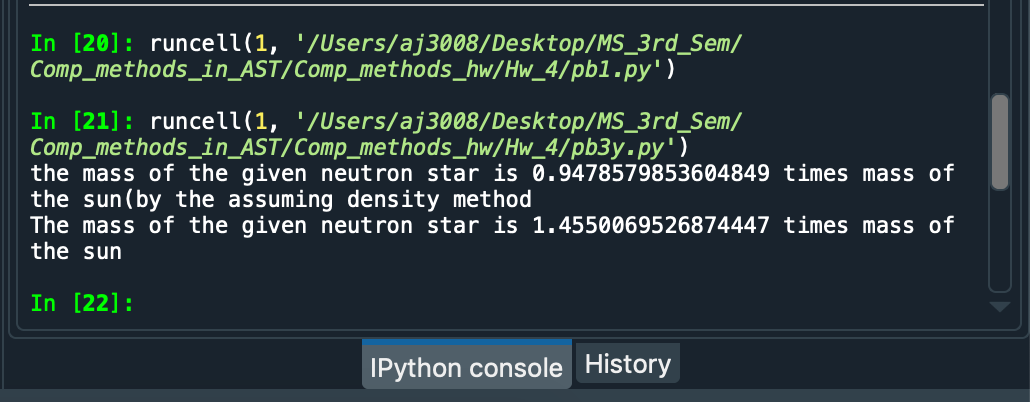 In [20]: runcell(1, '/Users/aj3008/Desktop/MS_3rd_Sem/
Comp_methods_in_AST/Comp_methods_hw/Hw_4/pb1.py')
In [21]: runcell(1, '/Users/aj3008/Desktop/MS_3rd_Sem/
Comp_methods_in_AST/Comp_methods_hw/Hw_4/pb3y.py')
the mass of the given neutron star is 0.9478579853604849 times mass of
the sun(by the assuming density method
The mass of the given neutron star is 1.4550069526874447 times mass of
the sun
In [22]:
IPython console
History